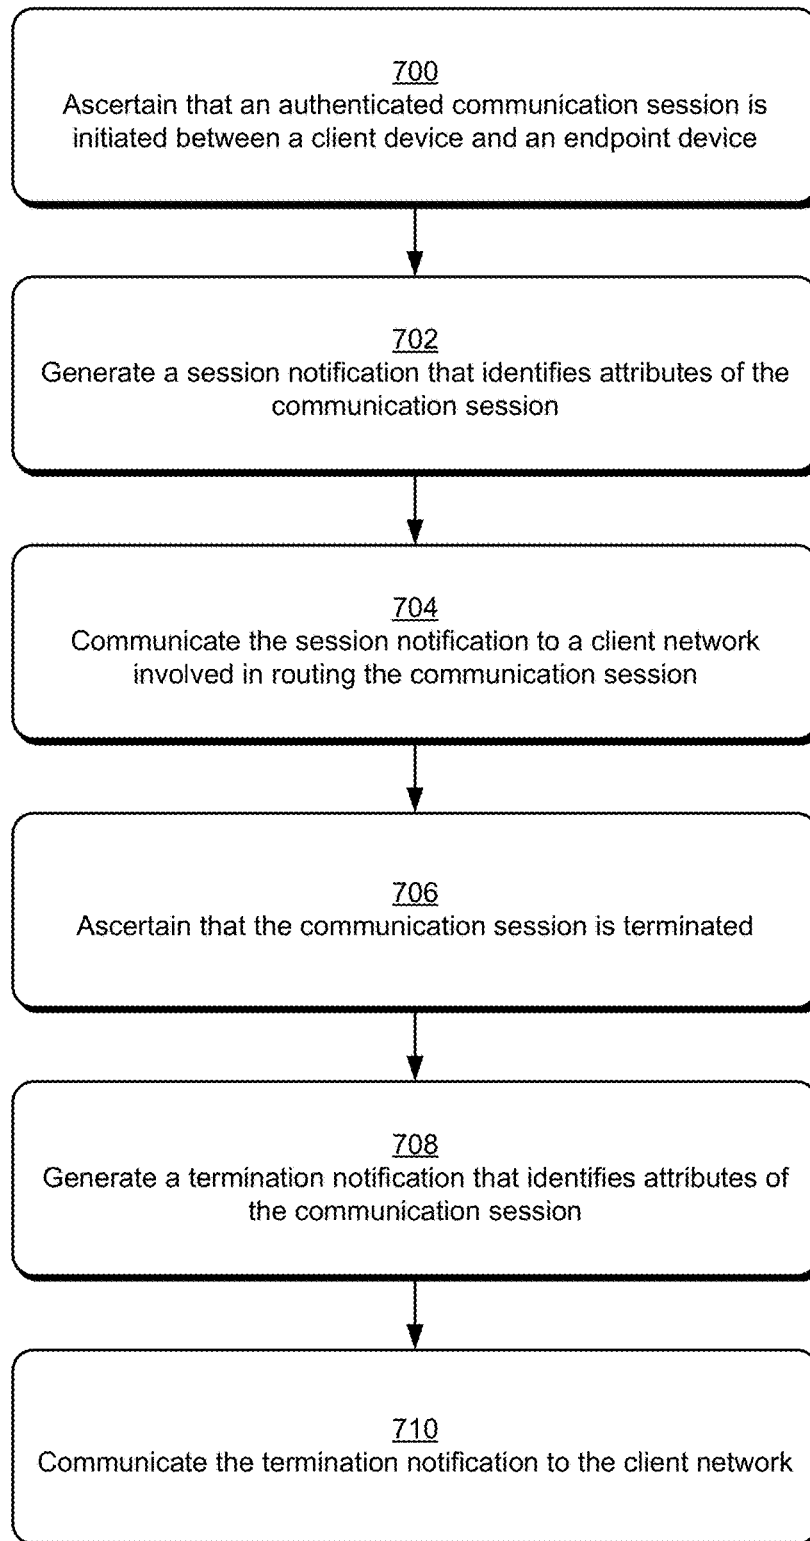 700
Ascertain that an authenticated communication session is
initiated between a client device and an endpoint device
702
Generate a session notification that identifies attributes of the
communication session
704
Communicate the session notification to a client network
involved in routing the communication session
706
Ascertain that the communication session is terminated
708
Generate a termination notification that identifies attributes of
the communication session
710
Communicate the termination notification to the client network